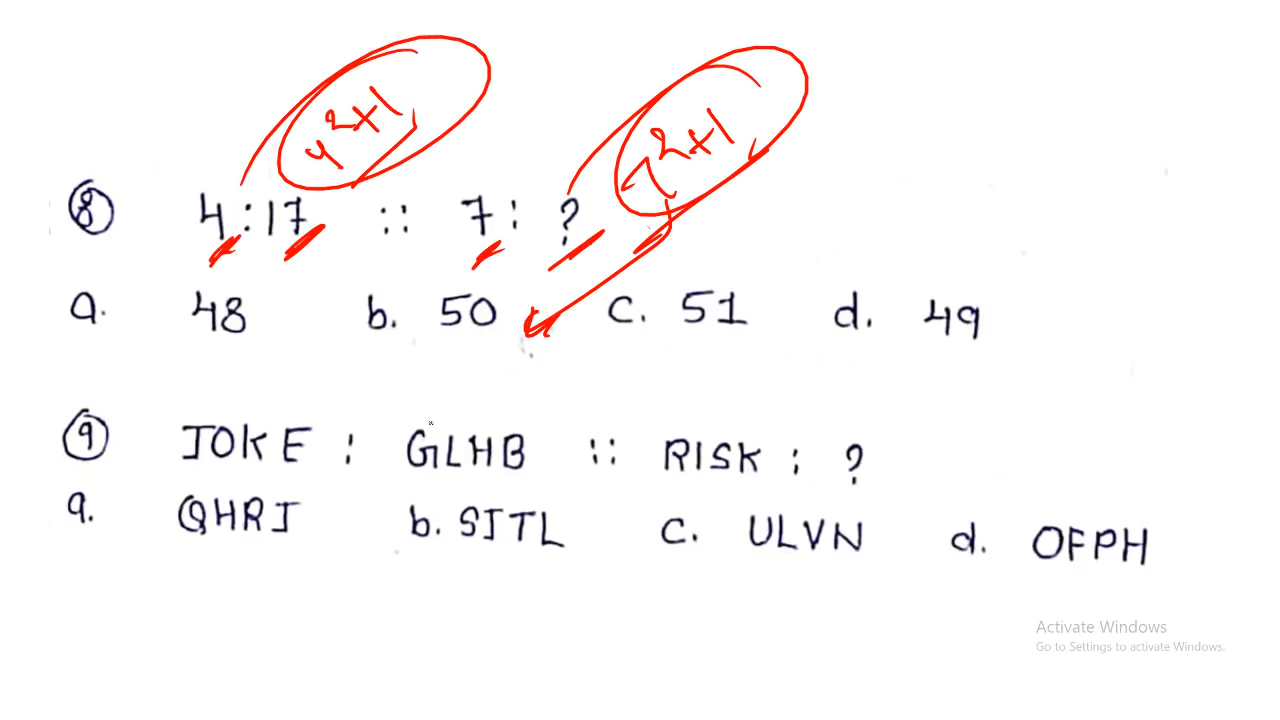 4²+1
7²+1
8 4 : 17 :: 7 : ?
a. 48 b. 50 c. 51 d. 49
9 JOKE : GLHB :: RISK : ?
a. QHRJ b. SJTL c. ULVN d. OFPH
Activate Windows
Go to Settings to activate Windows.